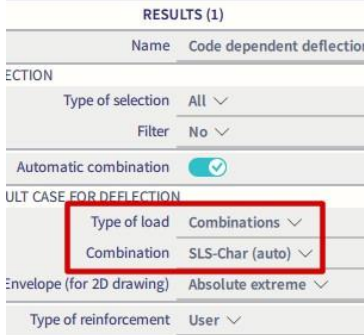 RESULTS (1)
Name Code dependent deflection
ECTION
Type of selection All
Filter No
Automatic combination
ULT CASE FOR DEFLECTION
Type of load Combinations
Combination SLS-Char (auto)
Envelope (for 2D drawing) Absolute extreme
Type of reinforcement User